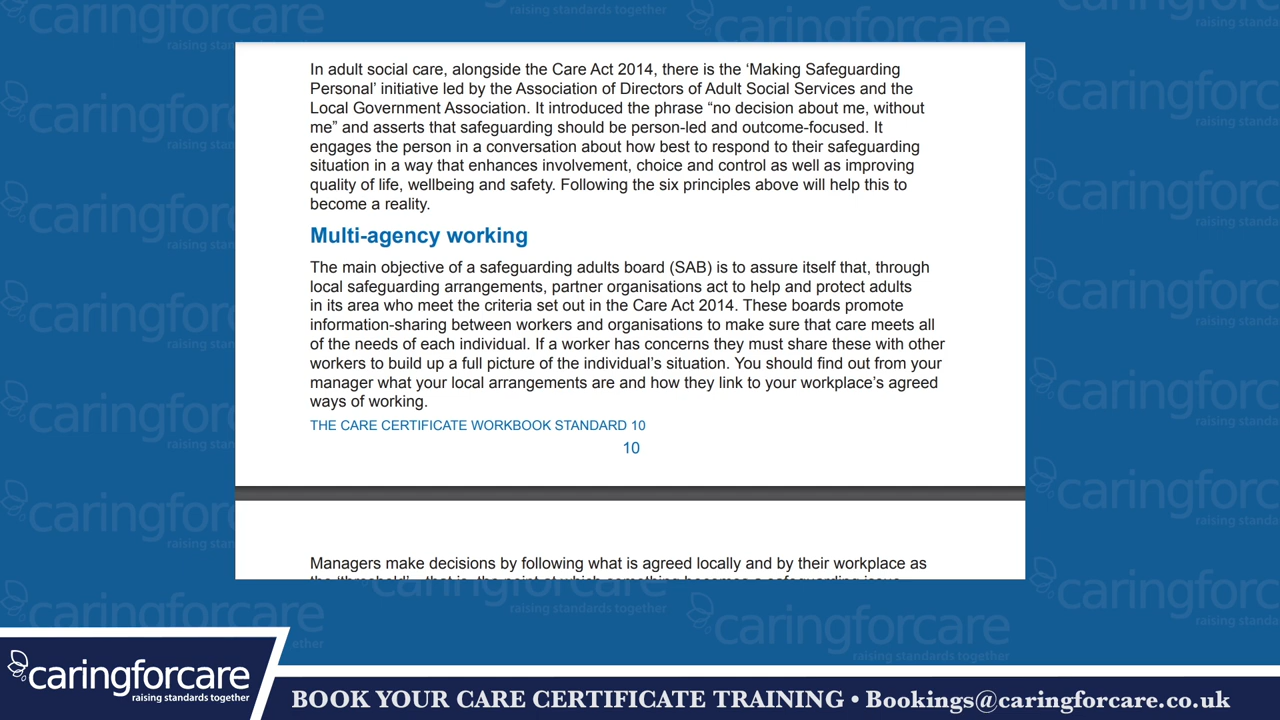 In adult social care, alongside the Care Act 2014, there is the ‘Making Safeguarding
Personal’ initiative led by the Association of Directors of Adult Social Services and the
Local Government Association. It introduced the phrase “no decision about me, without
me” and asserts that safeguarding should be person-led and outcome-focused. It
engages the person in a conversation about how best to respond to their safeguarding
situation in a way that enhances involvement, choice and control as well as improving
quality of life, wellbeing and safety. Following the six principles above will help this to
become a reality.
Multi-agency working
The main objective of a safeguarding adults board (SAB) is to assure itself that, through
local safeguarding arrangements, partner organisations act to help and protect adults
in its area who meet the criteria set out in the Care Act 2014. These boards promote
information-sharing between workers and organisations to make sure that care meets all
of the needs of each individual. If a worker has concerns they must share these with other
workers to build up a full picture of the individual’s situation. You should find out from your
manager what your local arrangements are and how they link to your workplace’s agreed
ways of working.
THE CARE CERTIFICATE WORKBOOK STANDARD 10
10
Managers make decisions by following what is agreed locally and by their workplace as
the ‘threshold’ – that is, the point at which something becomes a safeguarding issue
caringforcare
raising standards together
BOOK YOUR CARE CERTIFICATE TRAINING • Bookings@caringforcare.co.uk